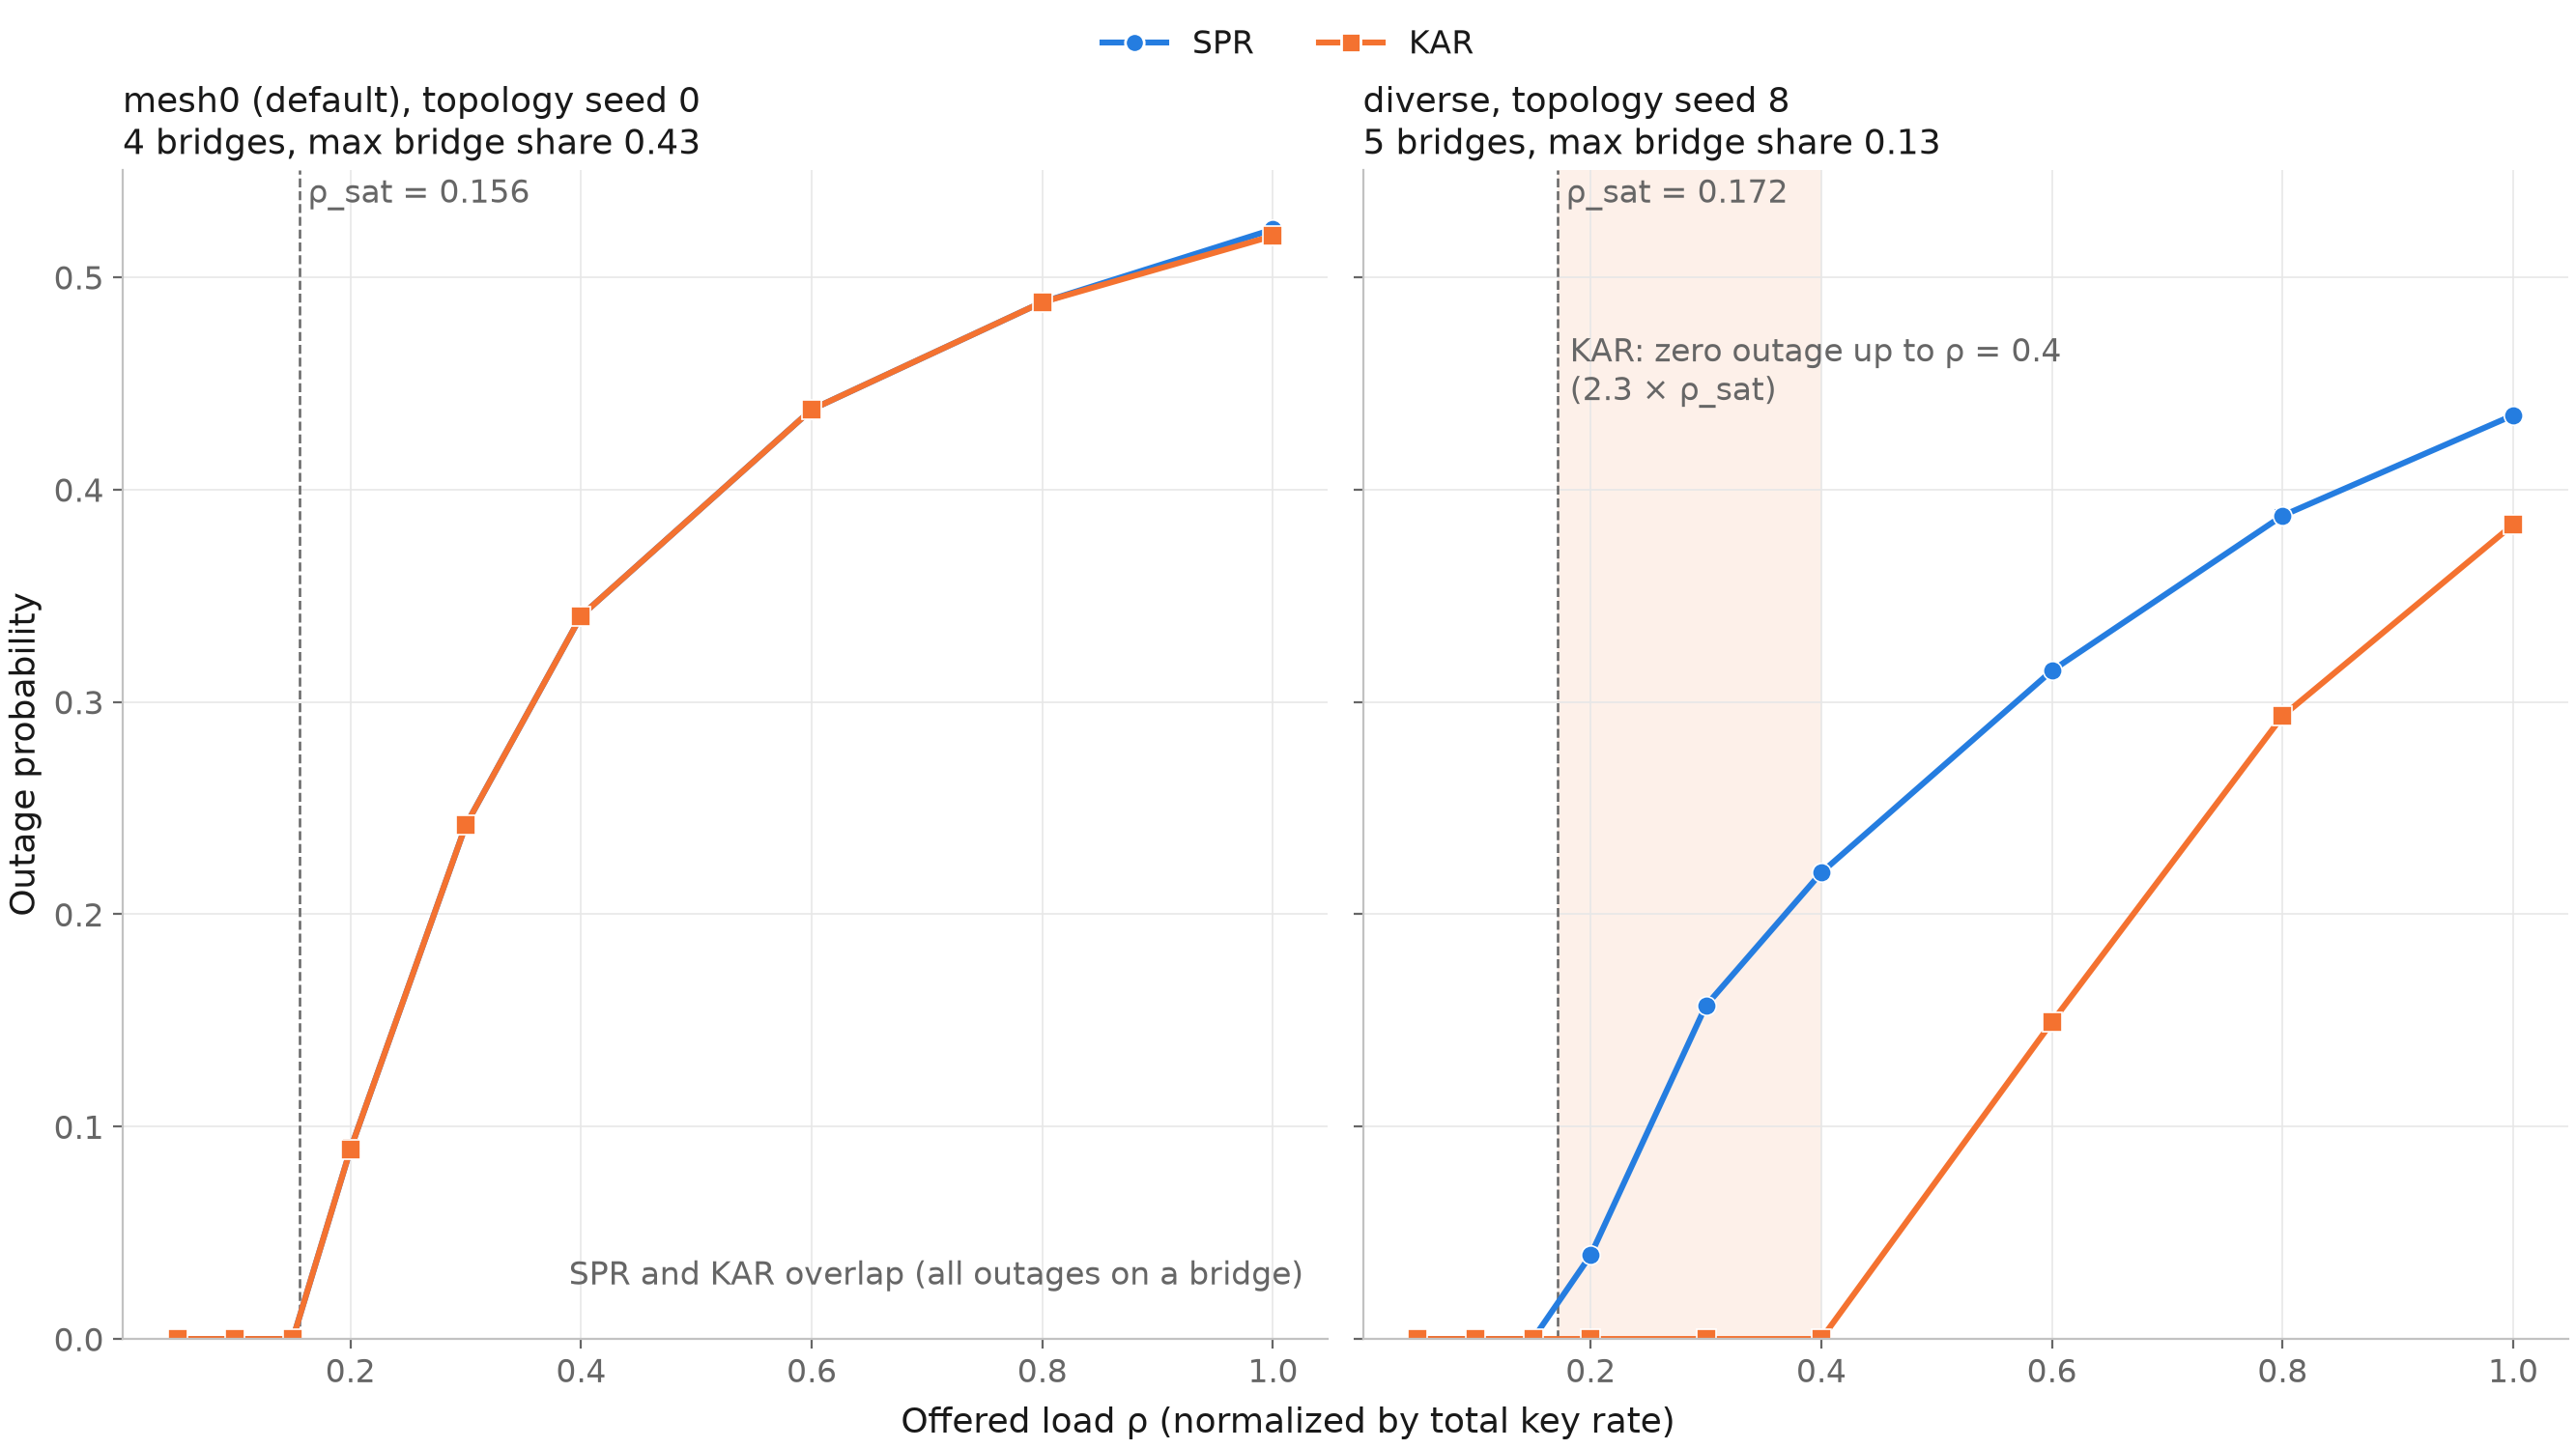 SPR KAR
mesh0 (default), topology seed 0
4 bridges, max bridge share 0.43
ρ_sat = 0.156
SPR and KAR overlap (all outages on a bridge)
diverse, topology seed 8
5 bridges, max bridge share 0.13
ρ_sat = 0.172
KAR: zero outage up to ρ = 0.4
(2.3 × ρ_sat)
Outage probability
0.5
0.4
0.3
0.2
0.1
0.0
0.2 0.4 0.6 0.8 1.0
0.2 0.4 0.6 0.8 1.0
Offered load ρ (normalized by total key rate)